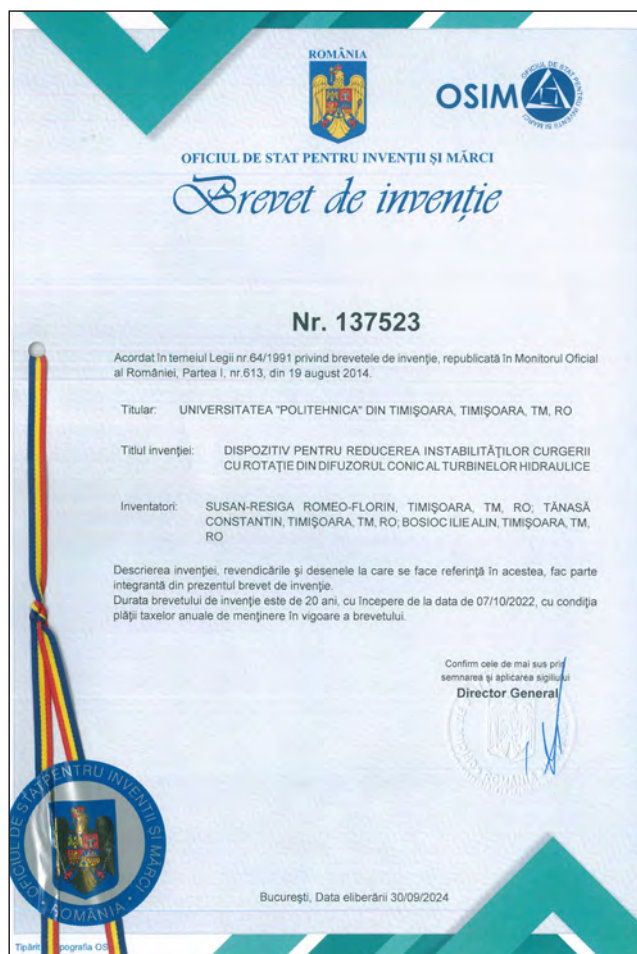 ROMÂNIA
OSIM
OFICIUL DE STAT PENTRU INVENȚII ȘI MĂRCI
OFICIUL DE STAT PENTRU INVENȚII ȘI MĂRCI
Brevet de invenție
Nr. 137523
Acordat în temeiul Legii nr.64/1991 privind brevetele de invenție, republicată în Monitorul Oficial
al României, Partea I, nr.613, din 19 august 2014.
Titular: UNIVERSITATEA "POLITEHNICA" DIN TIMIȘOARA, TIMIȘOARA, TM, RO
Titlul invenției: DISPOZITIV PENTRU REDUCEREA INSTABILITĂȚILOR CURGERII
CU ROTAȚIE DIN DIFUZORUL CONIC AL TURBINELOR HIDRAULICE
Inventatori: SUSAN-RESIGA ROMEO-FLORIN, TIMIȘOARA, TM, RO; TĂNASĂ
CONSTANTIN, TIMIȘOARA, TM, RO; BOSIOC ILIE ALIN, TIMIȘOARA, TM,
RO
Descrierea invenției, revendicările și desenele la care se face referință în acestea, fac parte
integrantă din prezentul brevet de invenție.
Durata brevetului de invenție este de 20 ani, cu începere de la data de 07/10/2022, cu condiția
plății taxelor anuale de menținere în vigoare a brevetului.
Confirm cele de mai sus prin
semnarea și aplicarea sigiliului
Director General
OFICIUL DE STAT PENTRU INVENȚII ȘI MĂRCI
ROMÂNIA
București, Data eliberării 30/09/2024
Tipărit